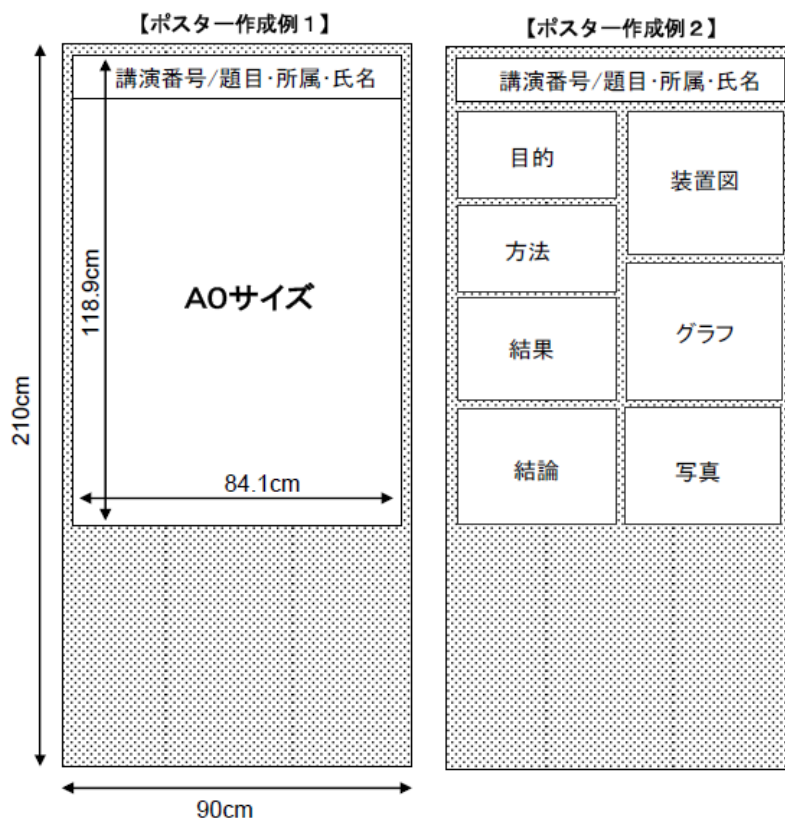 【ポスター作成例１】
講演番号/題目･所属･氏名
118.9cm
A0サイズ
84.1cm
210cm
90cm
【ポスター作成例２】
講演番号/題目･所属･氏名
目的
装置図
方法
グラフ
結果
結論
写真